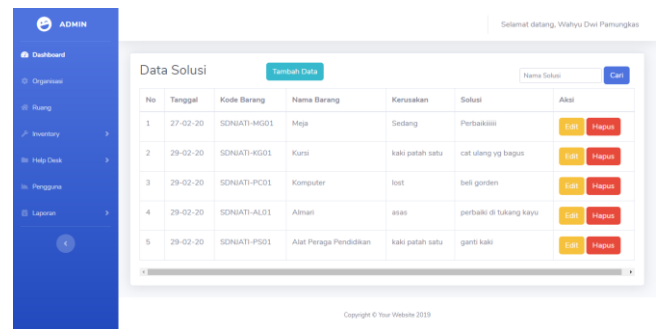 ADMIN
Selamat datang, Wahyu Dwi Pamungkas
Dashboard
Organisasi
Ruang
Inventory
Help Desk
Pengguna
Laporan
Data Solusi
Tambah Data
Nama Solusi
Cari
No Tanggal Kode Barang Nama Barang Kerusakan Solusi Aksi
1 27-02-20 SDNJATI-MG01 Meja Sedang Perbaikiiiii Edit Hapus
2 29-02-20 SDNJATI-KG01 Kursi kaki patah satu cat ulang yg bagus Edit Hapus
3 29-02-20 SDNJATI-PC01 Komputer lost beli gorden Edit Hapus
4 29-02-20 SDNJATI-AL01 Almari asas perbaiki di tukang kayu Edit Hapus
5 29-02-20 SDNJATI-PS01 Alat Peraga Pendidikan kaki patah satu ganti kaki Edit Hapus
Copyright © Your Website 2019